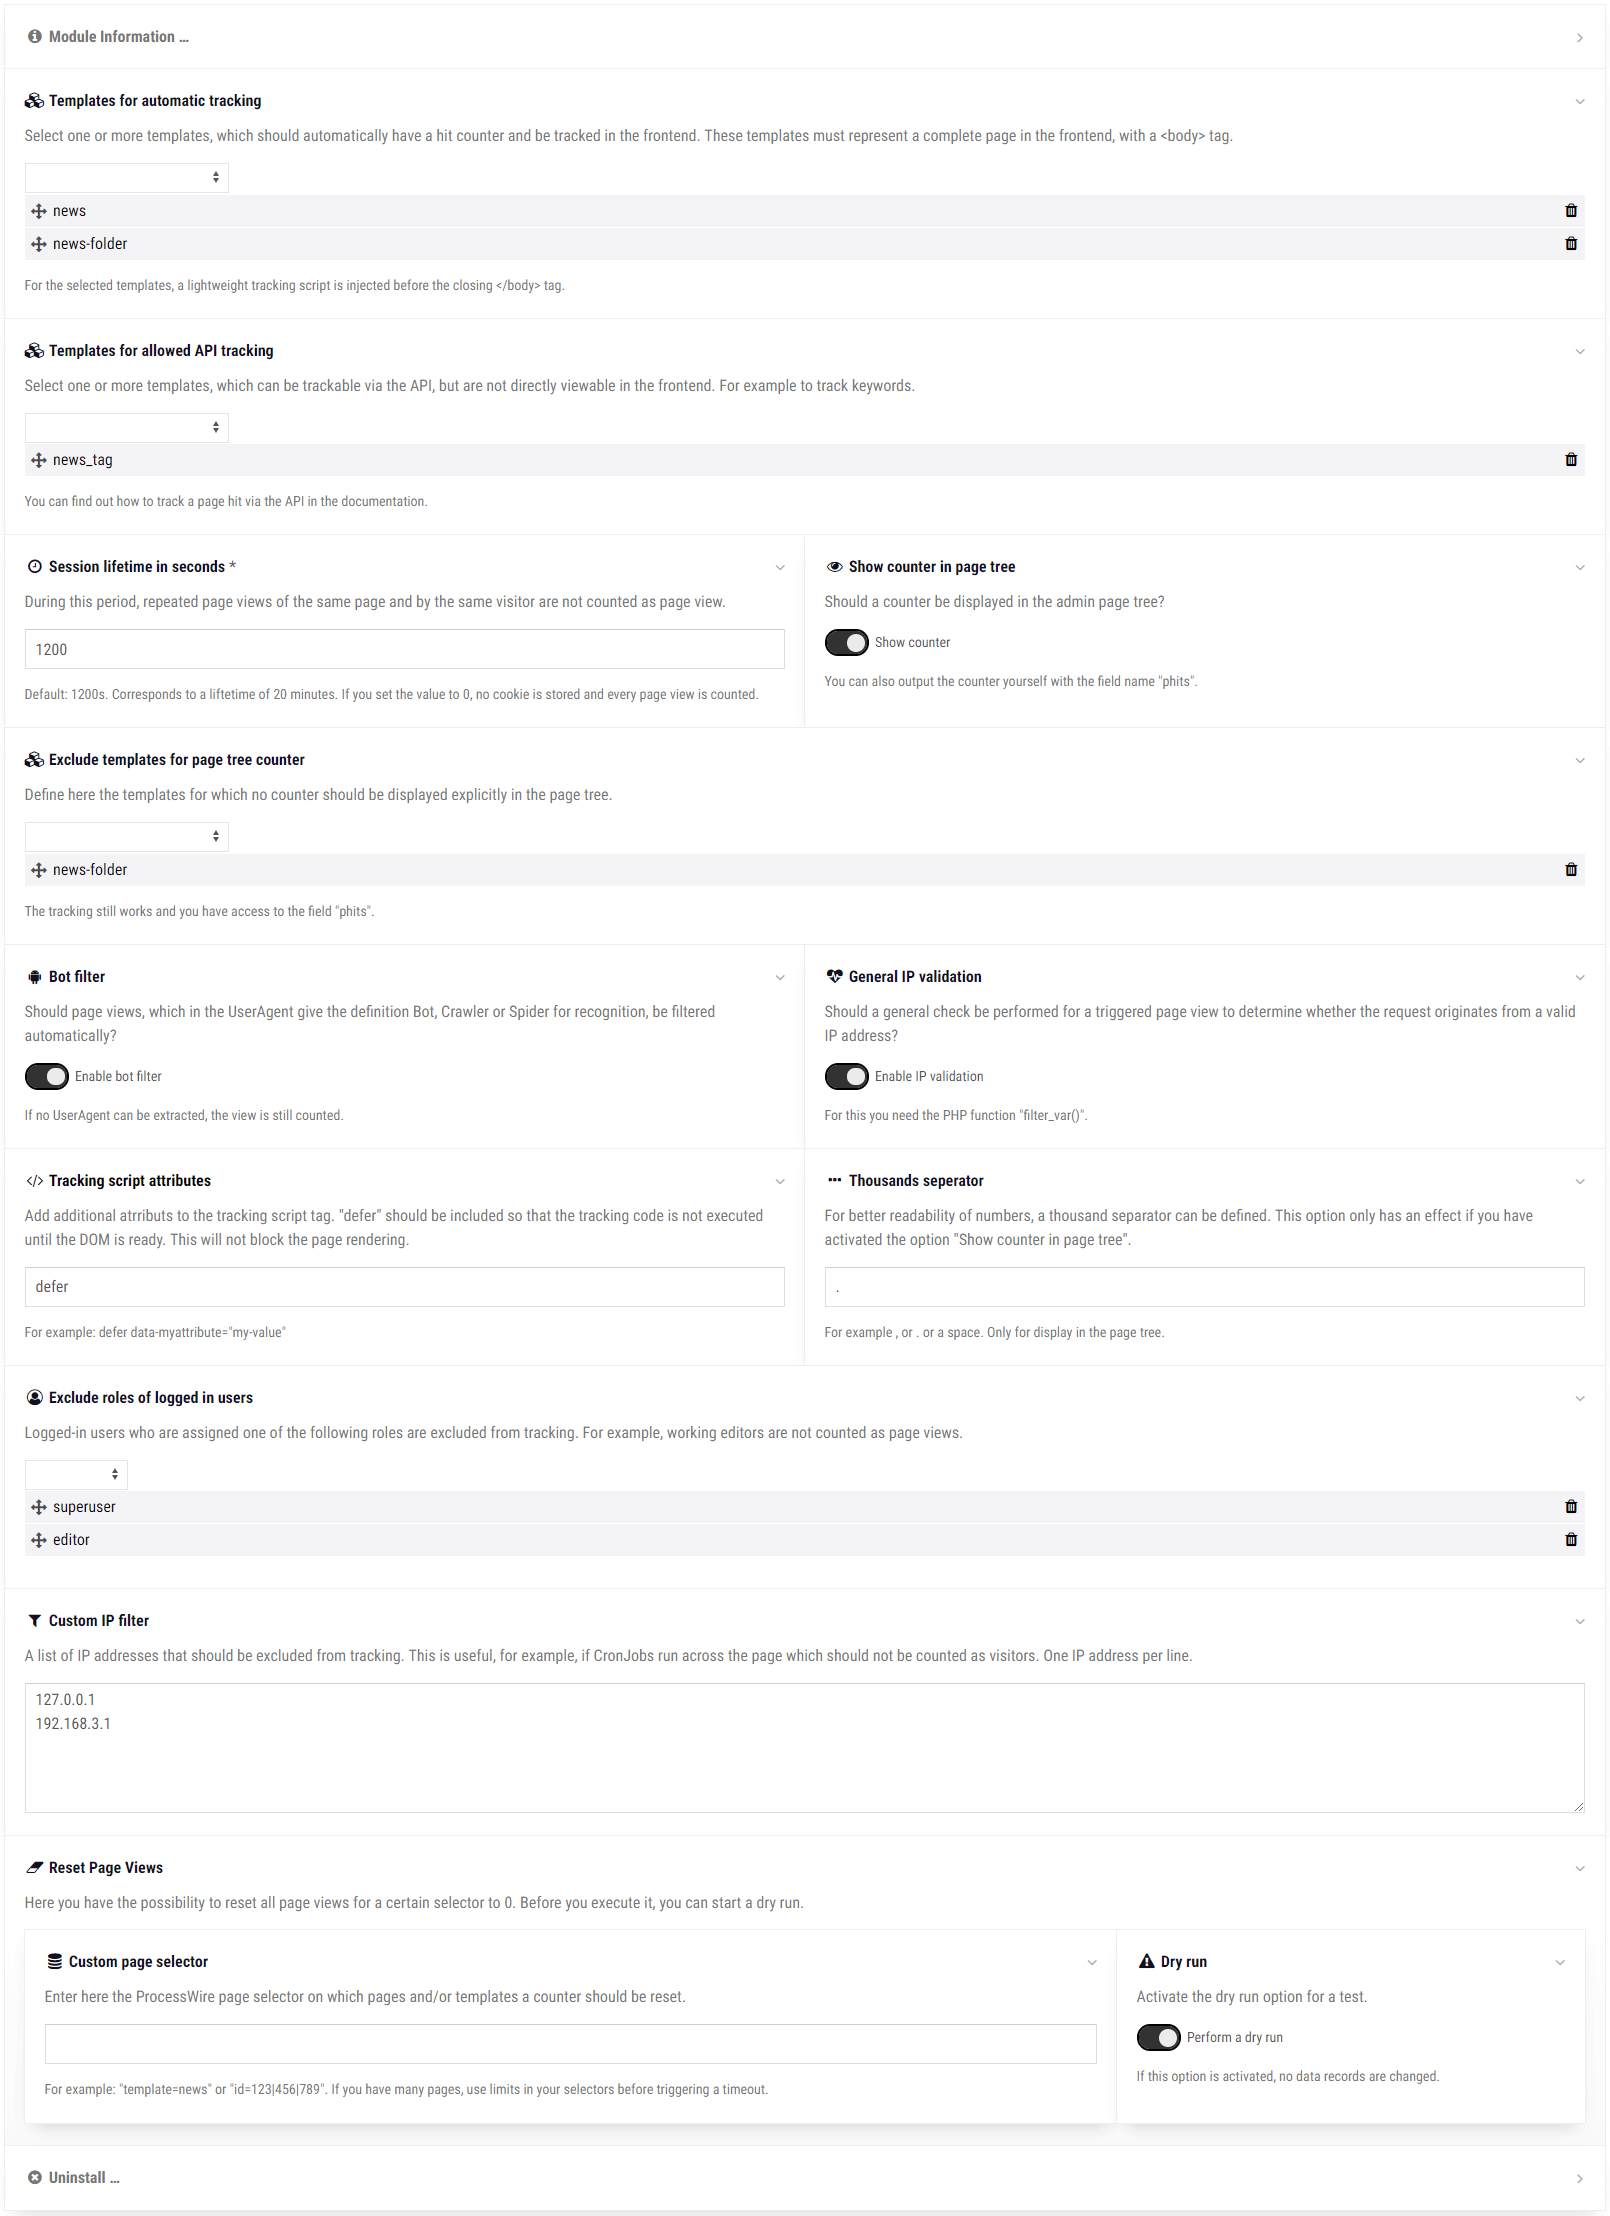 Module Information ...
Templates for automatic tracking
Select one or more templates, which should automatically have a hit counter and be tracked in the frontend. These templates must represent a complete page in the frontend, with a <body> tag.
news
news-folder
For the selected templates, a lightweight tracking script is injected before the closing </body> tag.
Templates for allowed API tracking
Select one or more templates, which can be trackable via the API, but are not directly viewable in the frontend. For example to track keywords.
news_tag
You can find out how to track a page hit via the API in the documentation.
Session lifetime in seconds *
During this period, repeated page views of the same page and by the same visitor are not counted as page view.
1200
Default: 1200s. Corresponds to a liftetime of 20 minutes. If you set the value to 0, no cookie is stored and every page view is counted.
Show counter in page tree
Should a counter be displayed in the admin page tree?
Show counter
You can also output the counter yourself with the field name "phits".
Exclude templates for page tree counter
Define here the templates for which no counter should be displayed explicitly in the page tree.
news-folder
The tracking still works and you have access to the field "phits".
Bot filter
Should page views, which in the UserAgent give the definition Bot, Crawler or Spider for recognition, be filtered
automatically?
Enable bot filter
If no UserAgent can be extracted, the view is still counted.
General IP validation
Should a general check be performed for a triggered page view to determine whether the request originates from a valid
IP address?
Enable IP validation
For this you need the PHP function "filter_var()".
Tracking script attributes
Add additional atrributs to the tracking script tag. "defer" should be included so that the tracking code is not executed
until the DOM is ready. This will not block the page rendering.
defer
For example: defer data-myattribute="my-value"
Thousands seperator
For better readability of numbers, a thousand separator can be defined. This option only has an effect if you have
activated the option "Show counter in page tree".
.
For example , or . or a space. Only for display in the page tree.
Exclude roles of logged in users
Logged-in users who are assigned one of the following roles are excluded from tracking. For example, working editors are not counted as page views.
superuser
editor
Custom IP filter
A list of IP addresses that should be excluded from tracking. This is useful, for example, if CronJobs run across the page which should not be counted as visitors. One IP address per line.
127.0.0.1
192.168.3.1
Reset Page Views
Here you have the possibility to reset all page views for a certain selector to 0. Before you execute it, you can start a dry run.
Custom page selector
Enter here the ProcessWire page selector on which pages and/or templates a counter should be reset.
For example: "template=news" or "id=123|456|789". If you have many pages, use limits in your selectors before triggering a timeout.
Dry run
Activate the dry run option for a test.
Perform a dry run
If this option is activated, no data records are changed.
Uninstall ...